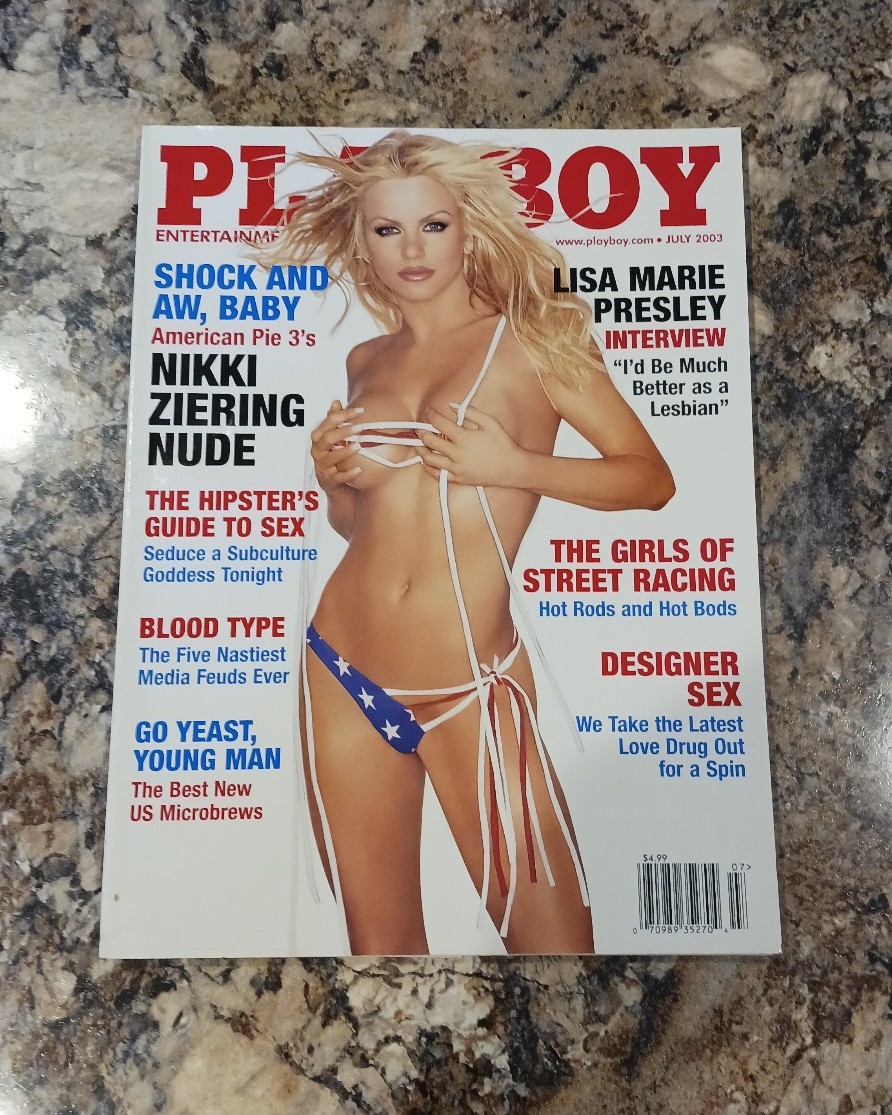 PLAYBOY
ENTERTAINME
www.playboy.com • JULY 2003
SHOCK AND
AW, BABY
American Pie 3's
NIKKI
ZIERING
NUDE
THE HIPSTER'S
GUIDE TO SEX
Seduce a Subculture
Goddess Tonight
BLOOD TYPE
The Five Nastiest
Media Feuds Ever
GO YEAST,
YOUNG MAN
The Best New
US Microbrews
LISA MARIE
PRESLEY
INTERVIEW
"I'd Be Much
Better as a
Lesbian"
THE GIRLS OF
STREET RACING
Hot Rods and Hot Bods
DESIGNER
SEX
We Take the Latest
Love Drug Out
for a Spin
$4.99
07>
0 70989 35270 4